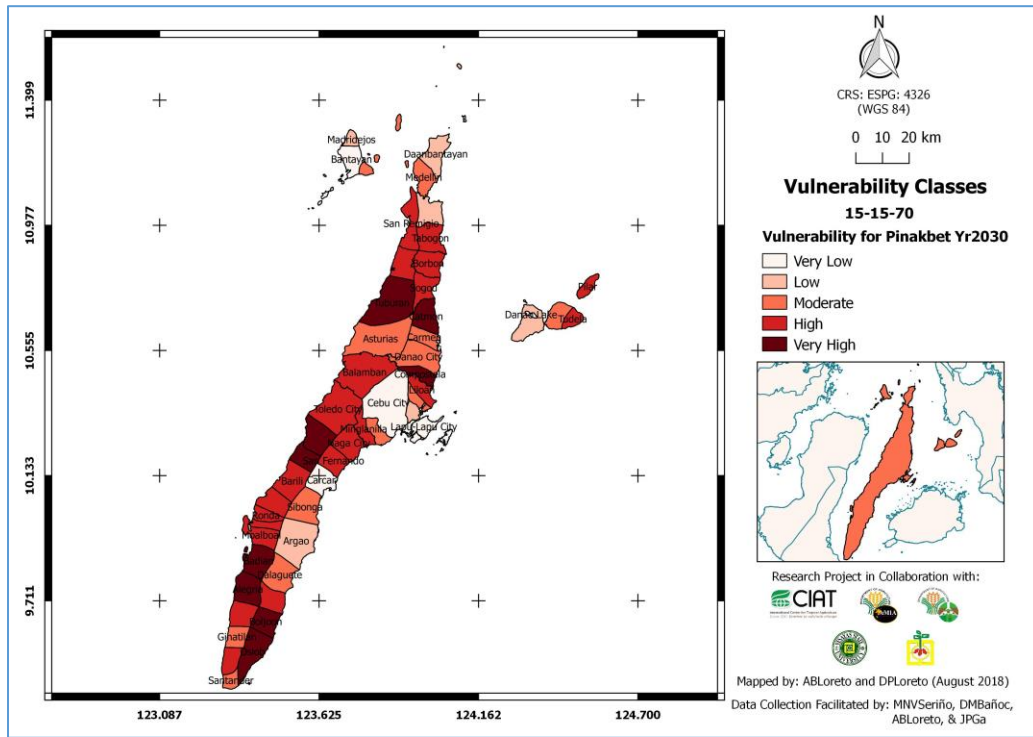 N
CRS: ESPG: 4326
(WGS 84)
0 10 20 km
Vulnerability Classes
15-15-70
Vulnerability for Pinakbet Yr2030
Very Low
Low
Moderate
High
Very High
11.399
10.977
10.555
10.133
9.711
123.087
123.625
124.162
124.700
Madridejos
Bantayan
Daanbantayan
Medellin
San Remigio
Tabogon
Borbon
Sogod
Carmen
Asturias
Danao City
Balamban
Liloan
Cebu City
Toledo City
Lapu-Lapu City
Minglanilla
Naga City
San Fernando
Barili
Carcar
Sibonga
Ronda
Moalboal
Argao
Dalaguete
Ginatilan
Santander
Pilar
Tudela
Research Project in Collaboration with:
CIAT
Mapped by: ABLoreto and DPLoreto (August 2018)
Data Collection Facilitated by: MNVSeriño, DMBañoc,
ABLoreto, & JPGa